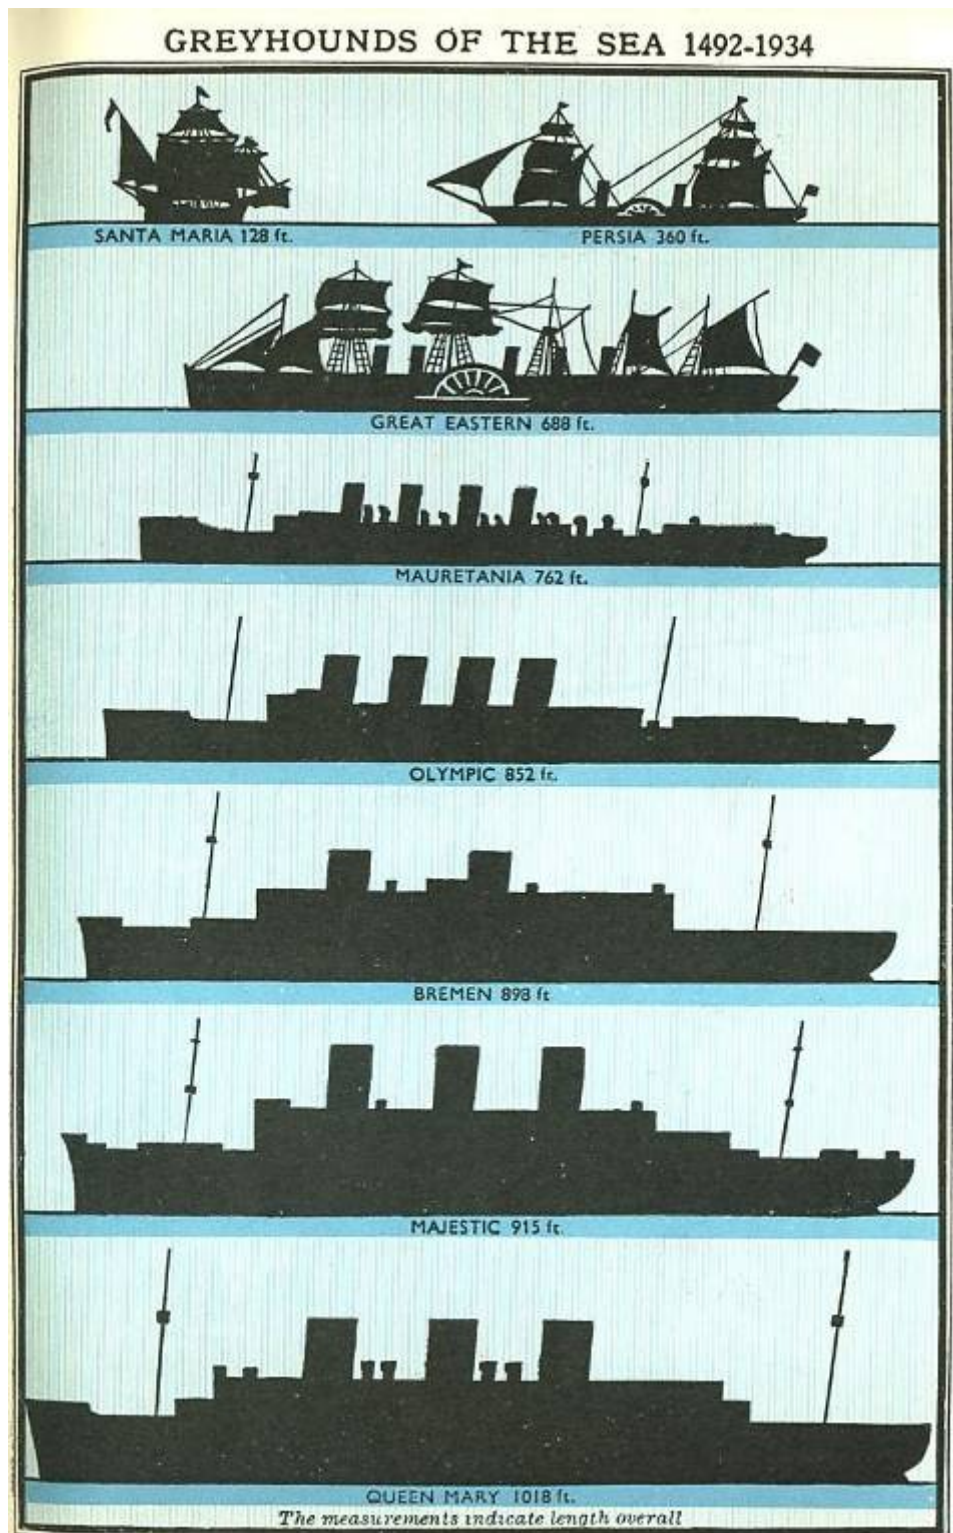 GREYHOUNDS OF THE SEA 1492-1934
SANTA MARIA 128 ft.
PERSIA 360 ft.
GREAT EASTERN 688 ft.
MAURETANIA 762 ft.
OLYMPIC 852 ft.
BREMEN 898 ft
MAJESTIC 915 ft.
QUEEN MARY 1018 ft.
The measurements indicate length overall